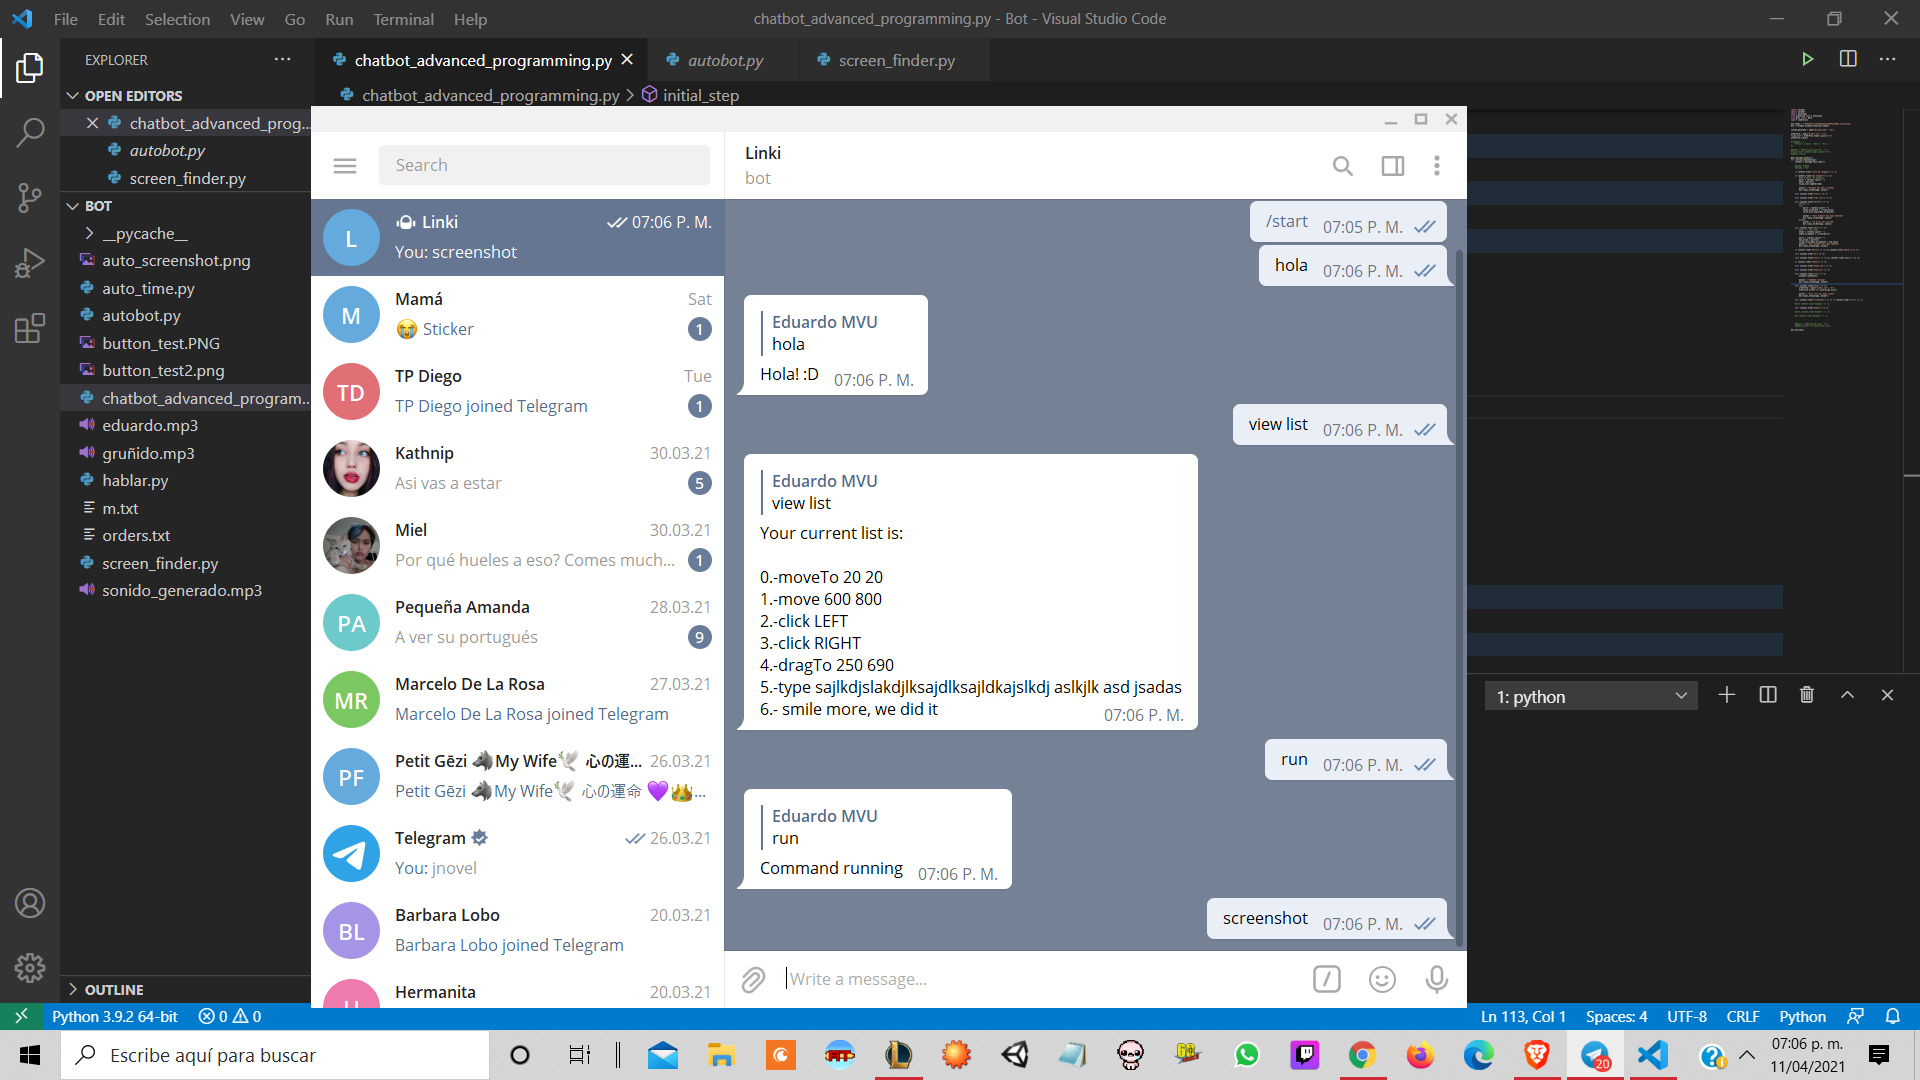 File Edit Selection View Go Run Terminal Help
chatbot_advanced_programming.py - Bot - Visual Studio Code
EXPLORER
chatbot_advanced_programming.py
autobot.py
screen_finder.py
OPEN EDITORS
chatbot_advanced_programming.py > initial_step
chatbot_advanced_prog...
autobot.py
screen_finder.py
BOT
__pycache__
auto_screenshot.png
auto_time.py
autobot.py
button_test.PNG
button_test2.png
chatbot_advanced_program...
eduardo.mp3
gruñido.mp3
hablar.py
m.txt
orders.txt
screen_finder.py
sonido_generado.mp3
OUTLINE
Search
L
Linki
07:06 P. M.
You: screenshot
M
Mamá
Sat
😭 Sticker
1
TD
TP Diego
Tue
TP Diego joined Telegram
1
Kathnip
30.03.21
Asi vas a estar
5
Miel
30.03.21
Por qué hueles a eso? Comes much...
1
PA
Pequeña Amanda
28.03.21
A ver su portugués
9
MR
Marcelo De La Rosa
27.03.21
Marcelo De La Rosa joined Telegram
PF
Petit Gēzi 🐺My Wife🕊 心の運...
26.03.21
Petit Gēzi 🐺My Wife🕊 心の運命 💜👑...
Telegram
26.03.21
You: jnovel
BL
Barbara Lobo
20.03.21
Barbara Lobo joined Telegram
H
Hermanita
20.03.21
Linki
bot
/start 07:05 P. M.
hola 07:06 P. M.
Eduardo MVU
hola
Hola! :D 07:06 P. M.
view list 07:06 P. M.
Eduardo MVU
view list
Your current list is:
0.-moveTo 20 20
1.-move 600 800
2.-click LEFT
3.-click RIGHT
4.-dragTo 250 690
5.-type sajlkdjslakdjlksajdlksajldkajslkdj aslkjlk asd jsadas
6.- smile more, we did it
07:06 P. M.
run 07:06 P. M.
Eduardo MVU
run
Command running 07:06 P. M.
screenshot 07:06 P. M.
Write a message...
1: python
Python 3.9.2 64-bit
0 0
Ln 113, Col 1
Spaces: 4
UTF-8
CRLF
Python
Escribe aquí para buscar
20
07:06 p. m.
11/04/2021